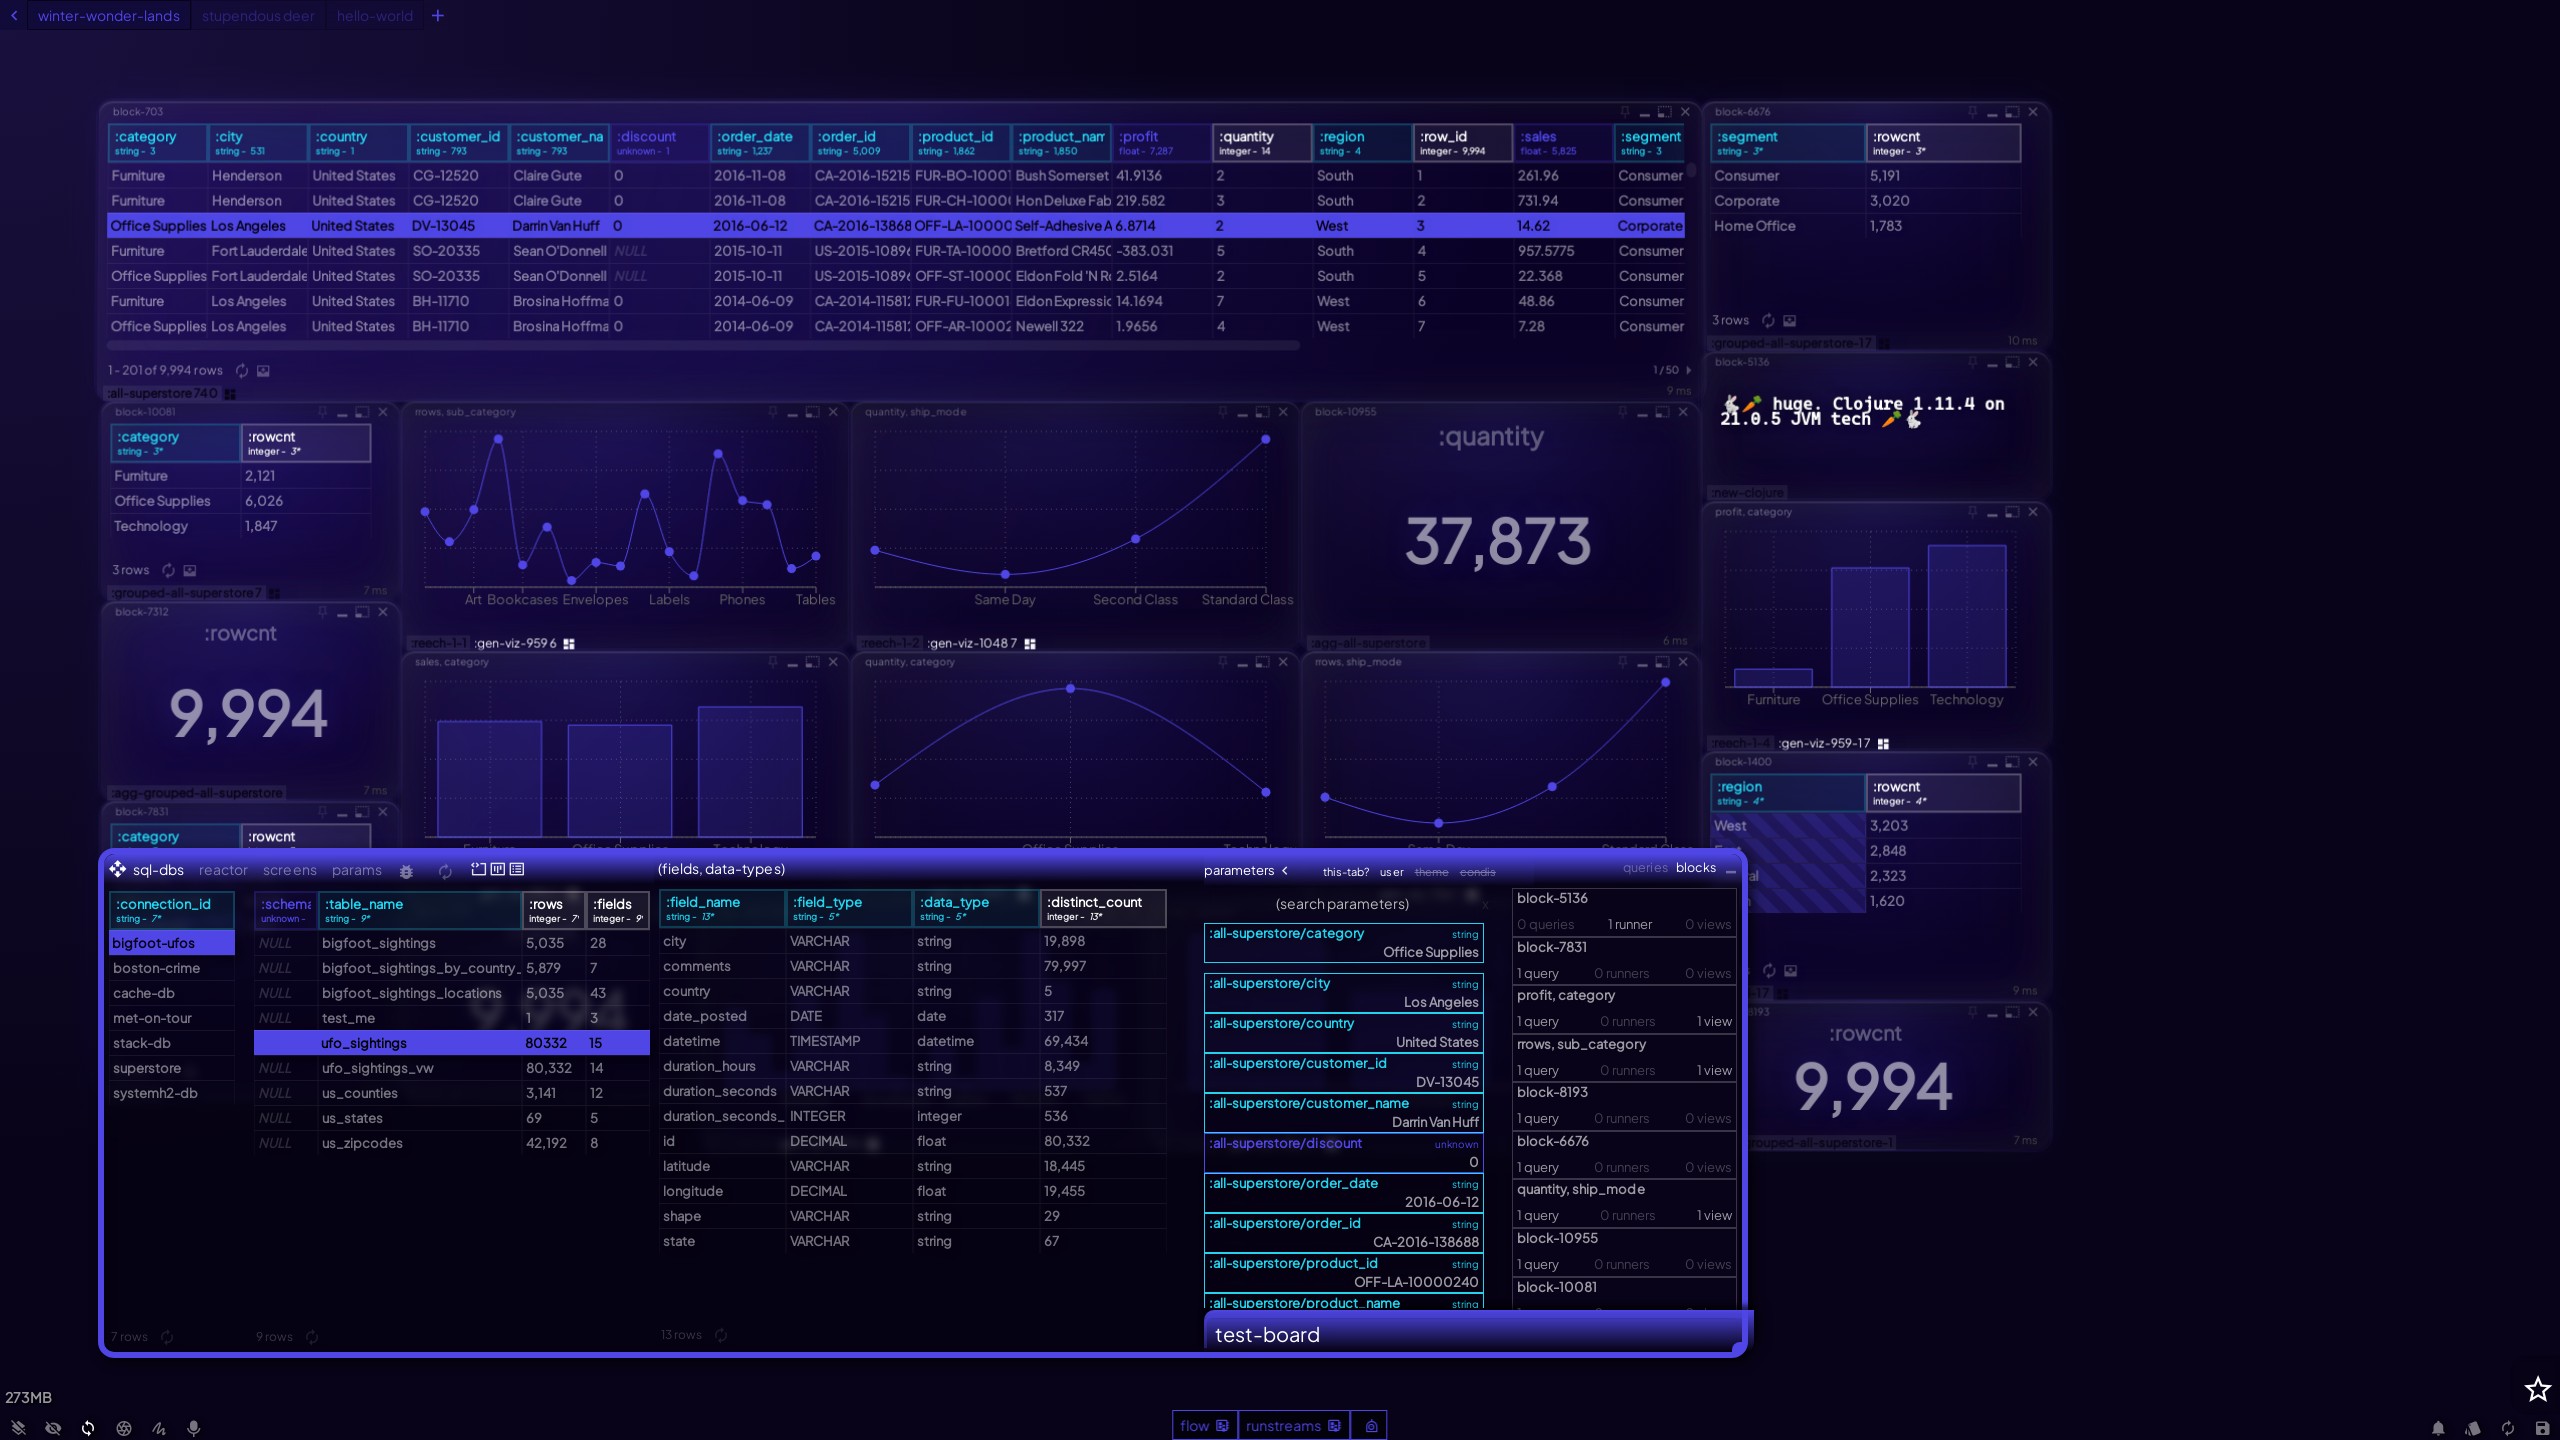 winter-wonder-lands stupendous deer hello-world +
block-703
:category :city :country :customer_id :customer_na :discount :order_date :order_id :product_id :product_nam :profit :quantity :region :row_id :sales :segment
string - 3 string - 531 string - 1 string - 793 string - 793 unknown - 1 string - 1,237 string - 5,009 string - 1,862 string - 1,850 float - 7,287 integer - 14 string - 4 integer - 9,994 float - 5,825 string - 3
Furniture Henderson United States CG-12520 Claire Gute 0 2016-11-08 CA-2016-15215 FUR-BO-1000 Bush Somerset 41.9136 2 South 1 261.96 Consumer
Furniture Henderson United States CG-12520 Claire Gute 0 2016-11-08 CA-2016-15215 FUR-CH-1000 Hon Deluxe Fab 219.582 3 South 2 731.94 Consumer
Office Supplies Los Angeles United States DV-13045 Darrin Van Huff 0 2016-06-12 CA-2016-13868 OFF-LA-1000 Self-Adhesive A 6.8714 2 West 3 14.62 Corporate
Furniture Fort Lauderdale United States SO-20335 Sean O'Donnell NULL 2015-10-11 US-2015-1089 FUR-TA-1000 Bretford CR450 -383.031 5 South 4 957.5775 Consumer
Office Supplies Fort Lauderdale United States SO-20335 Sean O'Donnell NULL 2015-10-11 US-2015-1089 OFF-ST-1000 Eldon Fold 'N Ro 2.5164 2 South 5 22.368 Consumer
Furniture Los Angeles United States BH-11710 Brosina Hoffma 0 2014-06-09 CA-2014-11581 FUR-FU-10001 Eldon Expressic 14.1694 7 West 6 48.86 Consumer
Office Supplies Los Angeles United States BH-11710 Brosina Hoffma 0 2014-06-09 CA-2014-11581 OFF-AR-10002 Newell 322 1.9656 4 West 7 7.28 Consumer
1 - 201 of 9,994 rows
1 / 50
9 ms
:all-superstore740
block-6676
:segment :rowcnt
string - 3* integer - 3*
Consumer 5,191
Corporate 3,020
Home Office 1,783
3 rows
10 ms
:grouped-all-superstore-17
block-5136
🐇🥕 huge. Clojure 1.11.4 on
21.0.5 JVM tech 🥕🐇
:new-clojure
block-10081
:category :rowcnt
string - 3* integer - 3*
Furniture 2,121
Office Supplies 6,026
Technology 1,847
3 rows
7 ms
:grouped-all-superstore7
rrows, sub_category
Art Bookcases Envelopes Labels Phones Tables
:reech-1-1 :gen-viz-959 6
quantity, ship_mode
Same Day Second Class Standard Class
:reech-1-2 :gen-viz-1048 7
block-10955
:quantity
37,873
:agg-all-superstore
6 ms
profit, category
Furniture Office Supplies Technology
:reech-1-4 :gen-viz-959-17
block-7312
:rowcnt
9,994
:agg-grouped-all-superstore
7 ms
sales, category
quantity, category
rrows, ship_mode
block-7831
:category :rowcnt
Furniture Office Supplies Technology
Office Supplies Technology
Same Day Standard Class
block-1400
:region :rowcnt
string - 4* integer - 4*
West 3,203
2,848
2,323
1,620
9 ms
:rowcnt
9,994
7 ms
sql-dbs reactor screens params
:connection_id
string - 7*
bigfoot-ufos
boston-crime
cache-db
met-on-tour
stack-db
superstore
systemh2-db
7 rows
:schema :table_name :rows :fields
unknown - string - 9* integer - 7 integer - 9
NULL bigfoot_sightings 5,035 28
NULL bigfoot_sightings_by_country_ 5,879 7
NULL bigfoot_sightings_locations 5,035 43
NULL test_me 1 3
ufo_sightings 80332 15
NULL ufo_sightings_vw 80,332 14
NULL us_counties 3,141 12
NULL us_states 69 5
NULL us_zipcodes 42,192 8
9 rows
(fields, data-types)
:field_name :field_type :data_type :distinct_count
string - 13* string - 5* string - 5* integer - 13*
city VARCHAR string 19,898
comments VARCHAR string 79,997
country VARCHAR string 5
date_posted DATE date 317
datetime TIMESTAMP datetime 69,434
duration_hours VARCHAR string 8,349
duration_seconds VARCHAR string 537
duration_seconds_ INTEGER integer 536
id DECIMAL float 80,332
latitude VARCHAR string 18,445
longitude DECIMAL float 19,455
shape VARCHAR string 29
state VARCHAR string 67
13 rows
parameters this-tab? user theme condis
(search parameters) x
:all-superstore/category string
Office Supplies
:all-superstore/city string
Los Angeles
:all-superstore/country string
United States
:all-superstore/customer_id string
DV-13045
:all-superstore/customer_name string
Darrin Van Huff
:all-superstore/discount unknown
0
:all-superstore/order_date string
2016-06-12
:all-superstore/order_id string
CA-2016-138688
:all-superstore/product_id string
OFF-LA-10000240
:all-superstore/product_name string
queries blocks
block-5136
0 queries 1 runner 0 views
block-7831
1 query 0 runners 0 views
profit, category
1 query 0 runners 1 view
rrows, sub_category
1 query 0 runners 1 view
block-8193
1 query 0 runners 0 views
block-6676
1 query 0 runners 0 views
quantity, ship_mode
1 query 0 runners 1 view
block-10955
1 query 0 runners 0 views
block-10081
test-board
273MB
flow runstreams